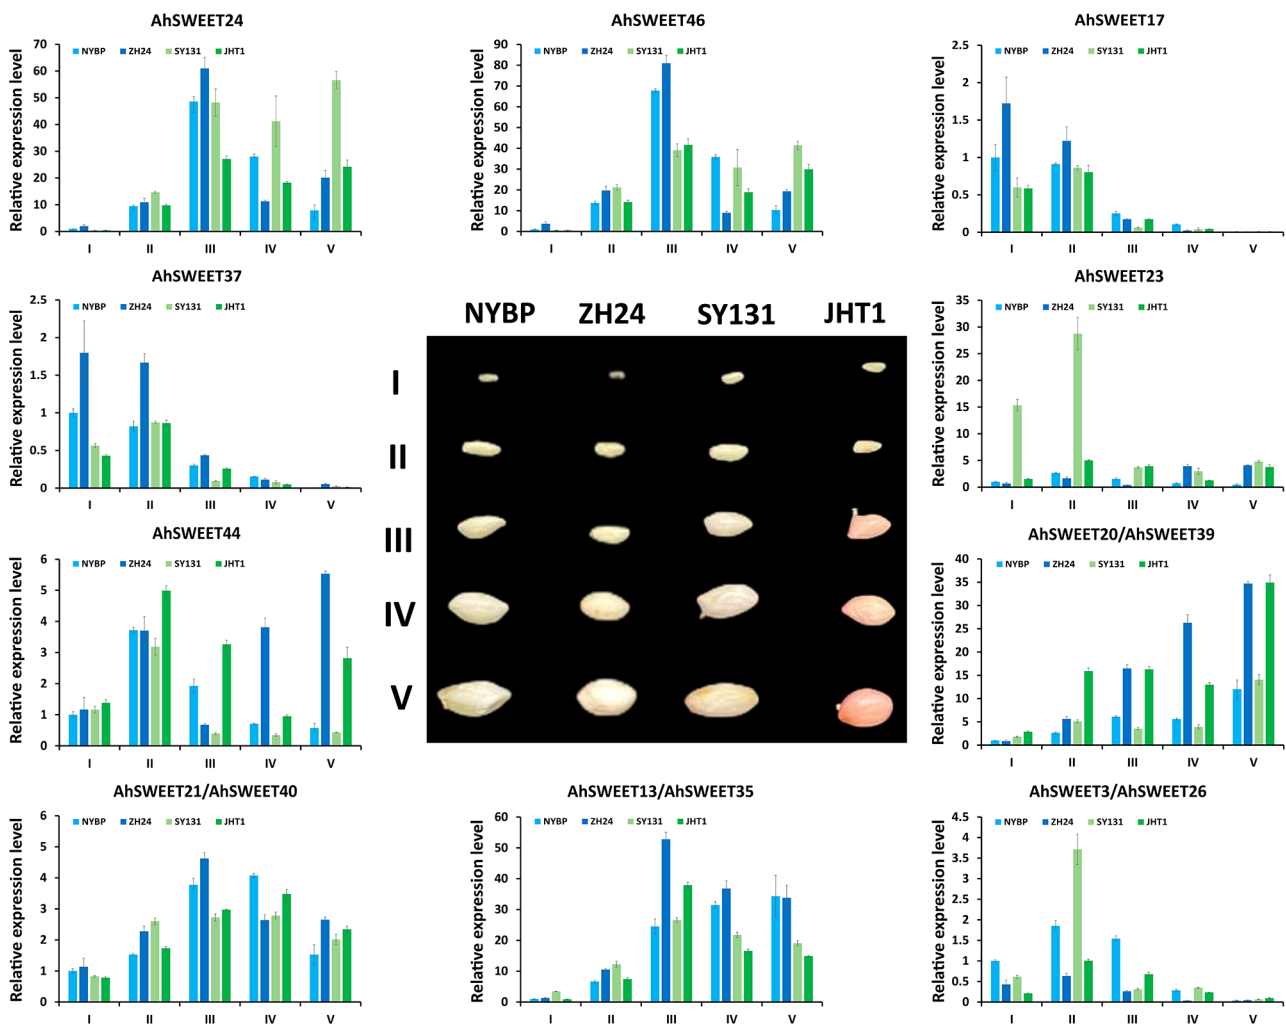 AhSWEET24
Relative expression level
NYBP ZH24 SY131 JHT1
70
60
50
40
30
20
10
0
I II III IV V
AhSWEET46
Relative expression level
NYBP ZH24 SY131 JHT1
90
80
70
60
50
40
30
20
10
0
I II III IV V
AhSWEET17
Relative expression level
NYBP ZH24 SY131 JHT1
2.5
2
1.5
1
0.5
0
I II III IV V
AhSWEET37
Relative expression level
NYBP ZH24 SY131 JHT1
2.5
2
1.5
1
0.5
0
I II III IV V
NYBP ZH24 SY131 JHT1
I
II
III
IV
V
AhSWEET23
Relative expression level
NYBP ZH24 SY131 JHT1
35
30
25
20
15
10
5
0
I II III IV V
AhSWEET44
Relative expression level
NYBP ZH24 SY131 JHT1
6
5
4
3
2
1
0
I II III IV V
AhSWEET20/AhSWEET39
Relative expression level
NYBP ZH24 SY131 JHT1
40
35
30
25
20
15
10
5
0
I II III IV V
AhSWEET21/AhSWEET40
Relative expression level
NYBP ZH24 SY131 JHT1
6
5
4
3
2
1
0
I II III IV V
AhSWEET13/AhSWEET35
Relative expression level
NYBP ZH24 SY131 JHT1
60
50
40
30
20
10
0
I II III IV V
AhSWEET3/AhSWEET26
Relative expression level
NYBP ZH24 SY131 JHT1
4.5
4
3.5
3
2.5
2
1.5
1
0.5
0
I II III IV V